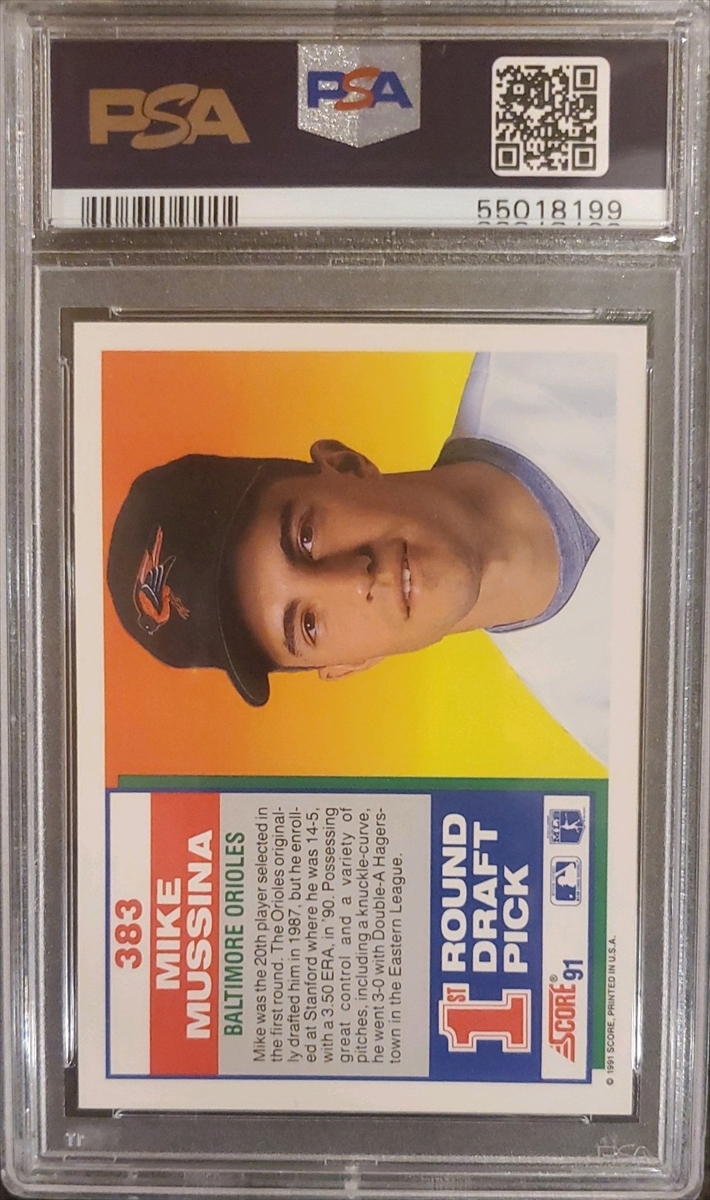 PSA
PSA
55018199
383
MIKE
MUSSINA
BALTIMORE ORIOLES
Mike was the 20th player selected in
the first round. The Orioles original-
ly drafted him in 1987, but he enroll-
ed at Stanford where he was 14-5,
with a 3.50 ERA, in '90. Possessing
great control and a variety of
pitches, including a knuckle-curve,
he went 3-0 with Double-A Hagers-
town in the Eastern League.
1ST ROUND
DRAFT
PICK
SCORE® 91
© 1991 SCORE, PRINTED IN U.S.A.
PSA